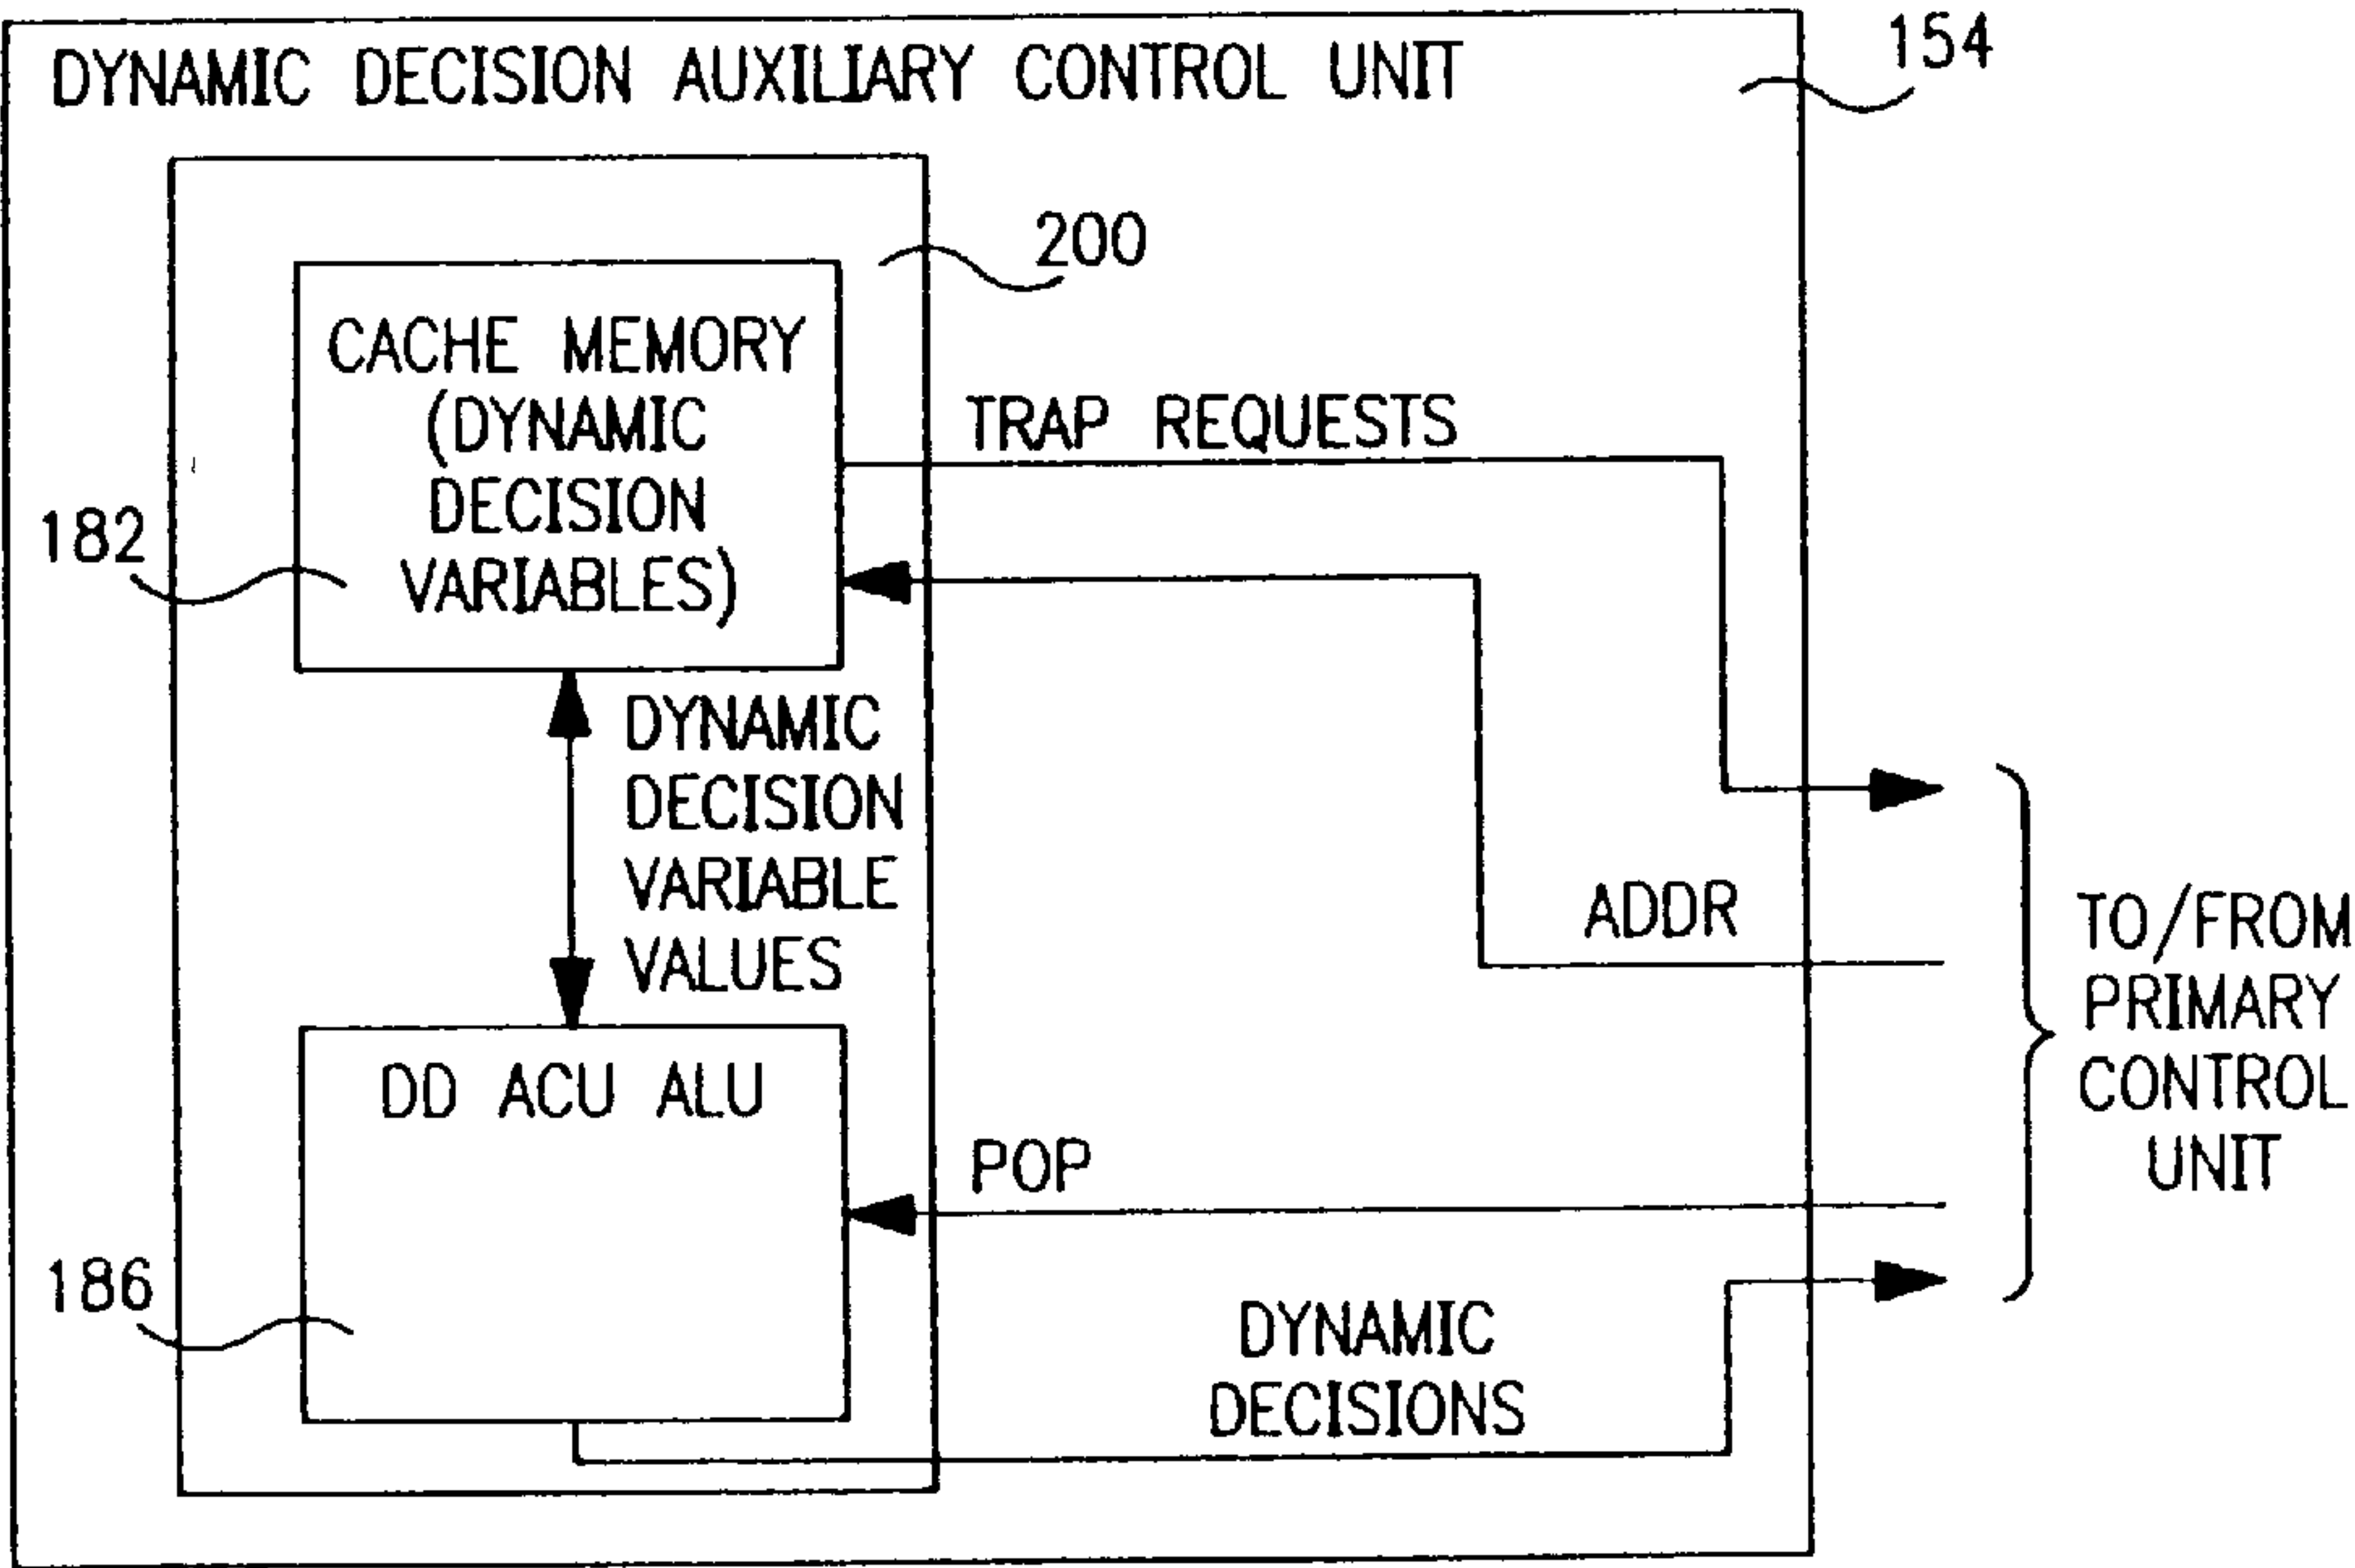 DYNAMIC DECISION AUXILIARY CONTROL UNIT
154
200
CACHE MEMORY
(DYNAMIC
DECISION
VARIABLES)
182
TRAP REQUESTS
DYNAMIC
DECISION
VARIABLE
VALUES
ADDR
TO/FROM
PRIMARY
CONTROL
UNIT
DD ACU ALU
186
POP
DYNAMIC
DECISIONS